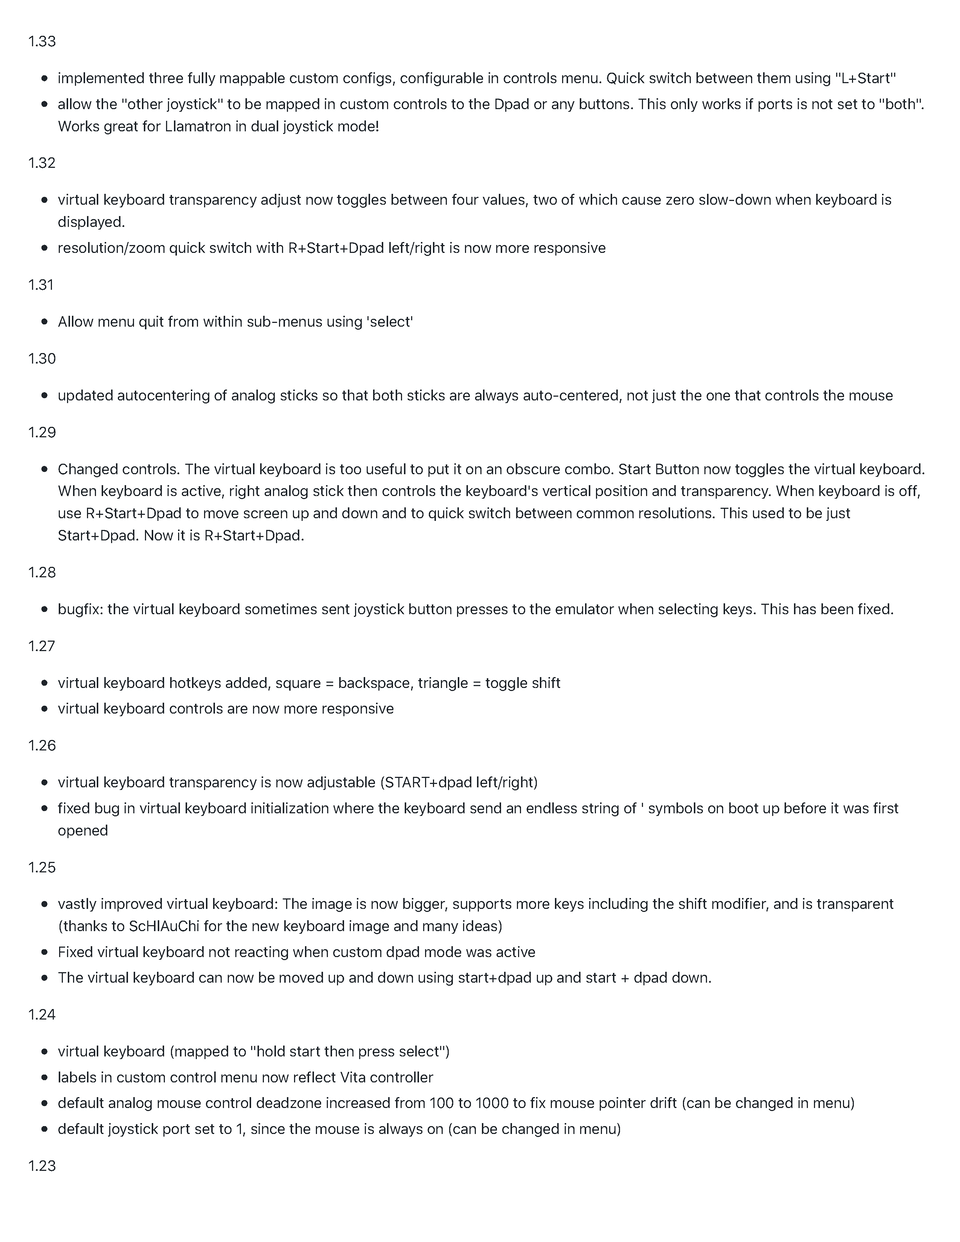 1.33
• implemented three fully mappable custom configs, configurable in controls menu. Quick switch between them using "L+Start"
• allow the "other joystick" to be mapped in custom controls to the Dpad or any buttons. This only works if ports is not set to "both".
Works great for Llamatron in dual joystick mode!
1.32
• virtual keyboard transparency adjust now toggles between four values, two of which cause zero slow-down when keyboard is
displayed.
• resolution/zoom quick switch with R+Start+Dpad left/right is now more responsive
1.31
• Allow menu quit from within sub-menus using 'select'
1.30
• updated autocentering of analog sticks so that both sticks are always auto-centered, not just the one that controls the mouse
1.29
• Changed controls. The virtual keyboard is too useful to put it on an obscure combo. Start Button now toggles the virtual keyboard.
When keyboard is active, right analog stick then controls the keyboard's vertical position and transparency. When keyboard is off,
use R+Start+Dpad to move screen up and down and to quick switch between common resolutions. This used to be just
Start+Dpad. Now it is R+Start+Dpad.
1.28
• bugfix: the virtual keyboard sometimes sent joystick button presses to the emulator when selecting keys. This has been fixed.
1.27
• virtual keyboard hotkeys added, square = backspace, triangle = toggle shift
• virtual keyboard controls are now more responsive
1.26
• virtual keyboard transparency is now adjustable (START+dpad left/right)
• fixed bug in virtual keyboard initialization where the keyboard send an endless string of ' symbols on boot up before it was first
opened
1.25
• vastly improved virtual keyboard: The image is now bigger, supports more keys including the shift modifier, and is transparent
(thanks to ScHlAuChi for the new keyboard image and many ideas)
• Fixed virtual keyboard not reacting when custom dpad mode was active
• The virtual keyboard can now be moved up and down using start+dpad up and start + dpad down.
1.24
• virtual keyboard (mapped to "hold start then press select")
• labels in custom control menu now reflect Vita controller
• default analog mouse control deadzone increased from 100 to 1000 to fix mouse pointer drift (can be changed in menu)
• default joystick port set to 1, since the mouse is always on (can be changed in menu)
1.23